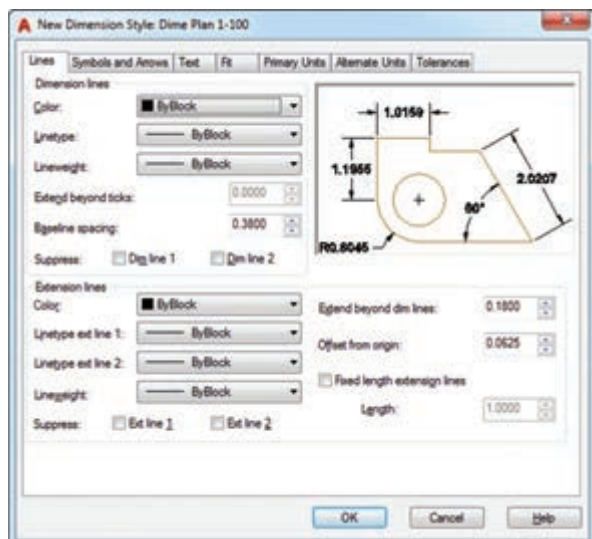 New Dimension Style: Dime Plan 1-100
Lines Symbols and Arrows Text Fit Primary Units Alternate Units Tolerances
Dimension lines
Color: ByBlock
Linetype: ByBlock
Lineweight: ByBlock
Extend beyond ticks: 0.0000
Baseline spacing: 0.3800
Suppress: Dim line 1 Dim line 2
1.0159
1.1955
2.0207
60°
R0.8045
Extension lines
Color: ByBlock
Linetype ext line 1: ByBlock
Linetype ext line 2: ByBlock
Lineweight: ByBlock
Suppress: Ext line 1 Ext line 2
Extend beyond dim lines: 0.1800
Offset from origin: 0.0625
Fixed length extension lines
Length: 1.0000
OK Cancel Help